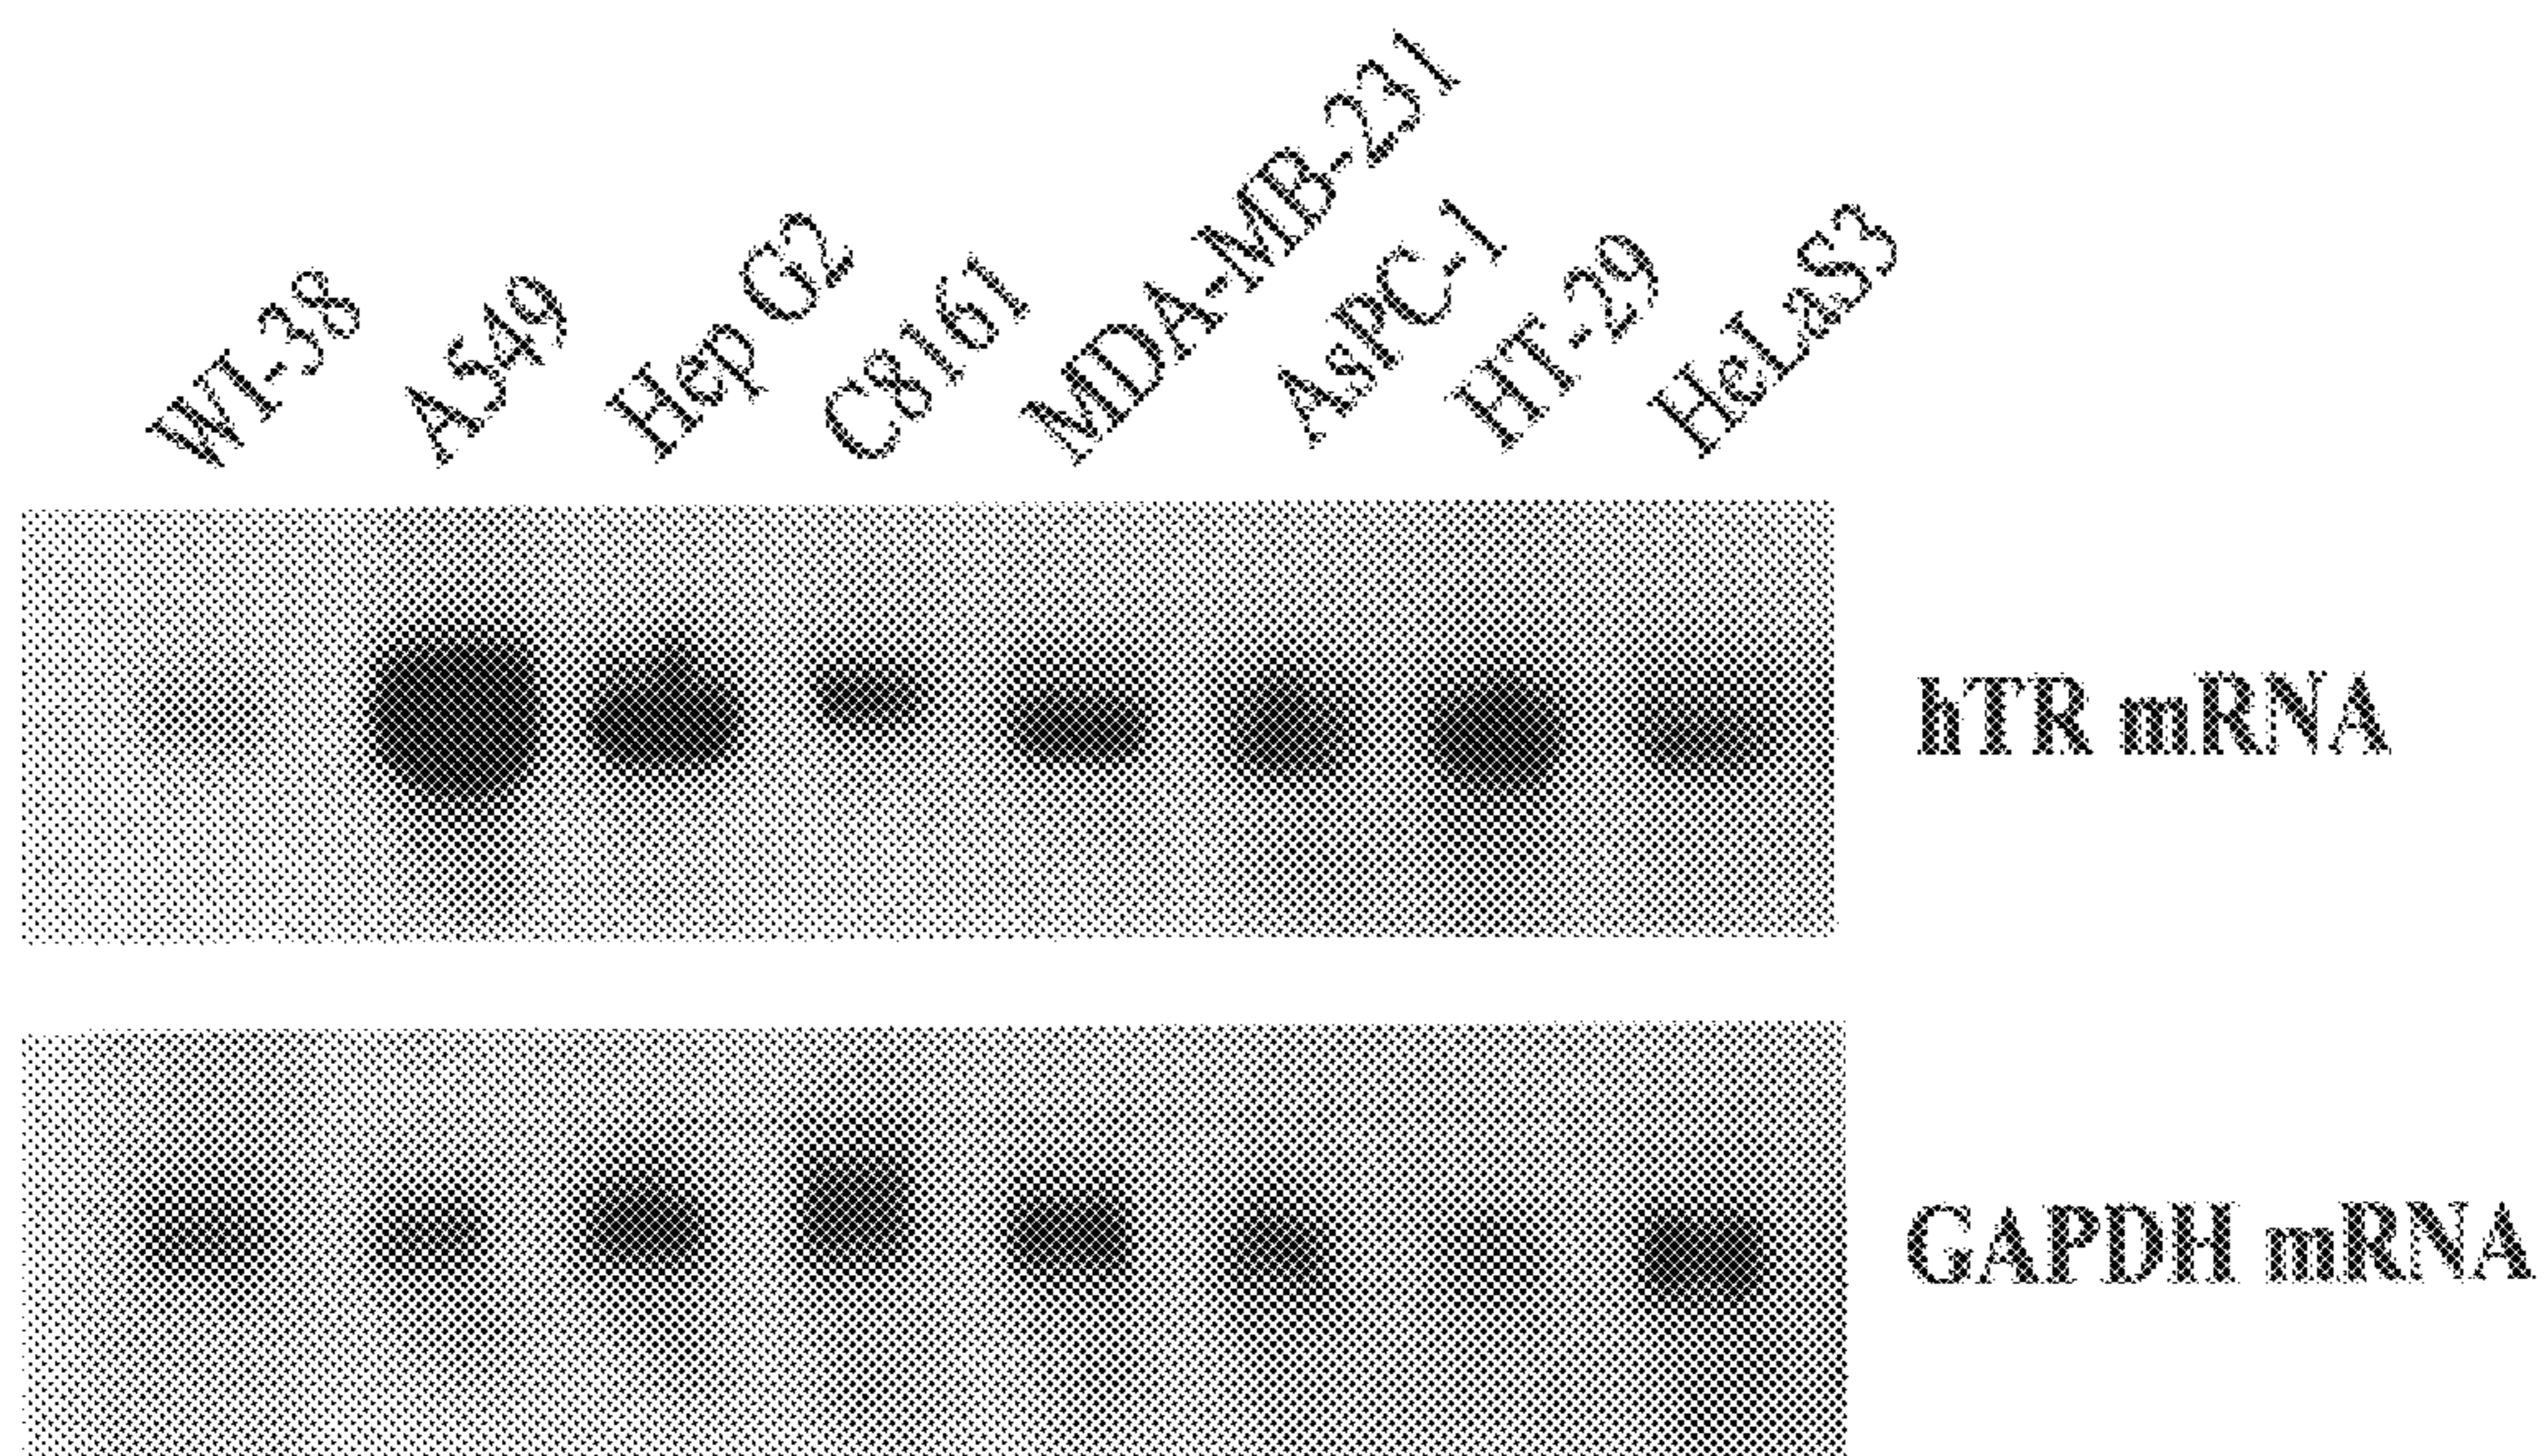 WI-38
A549
Hep G2
C8161
MDA-MB-231
AsPC-1
HT-29
HeLaS3
hTR mRNA
GAPDH mRNA